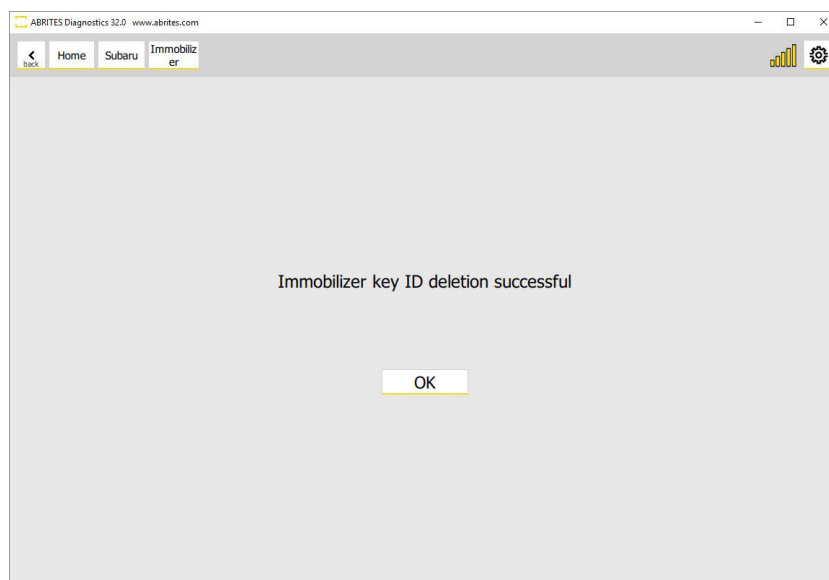 ABRITES Diagnostics 32.0 www.abrites.com
back
Home
Subaru
Immobiliz
er
Immobilizer key ID deletion successful
OK